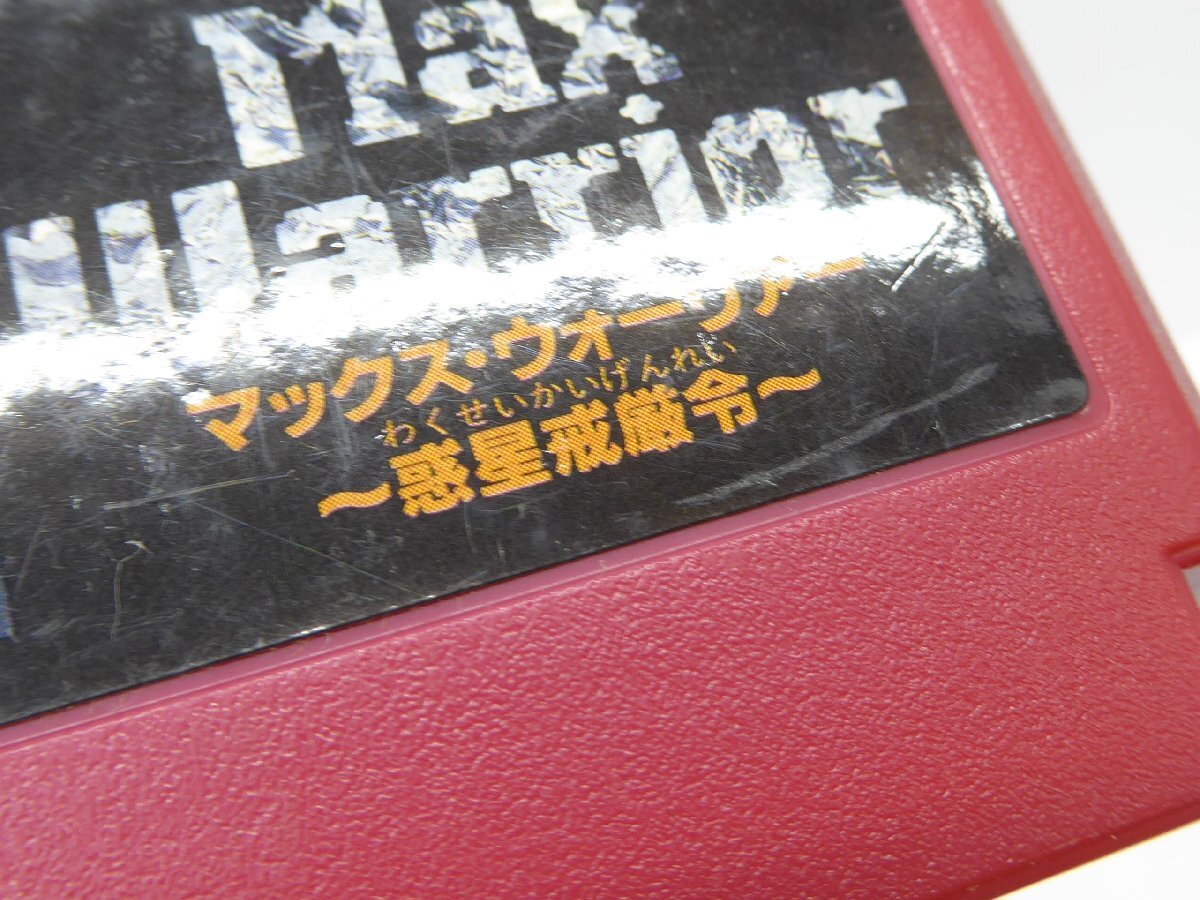 Max
Warrior
マックス・ウォーリアー
わくせいかいげんれい
～惑星戒厳令～